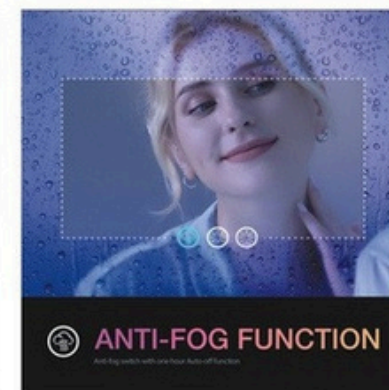 ANTI-FOG FUNCTION
Anti-fog switch with one hour Auto-off function